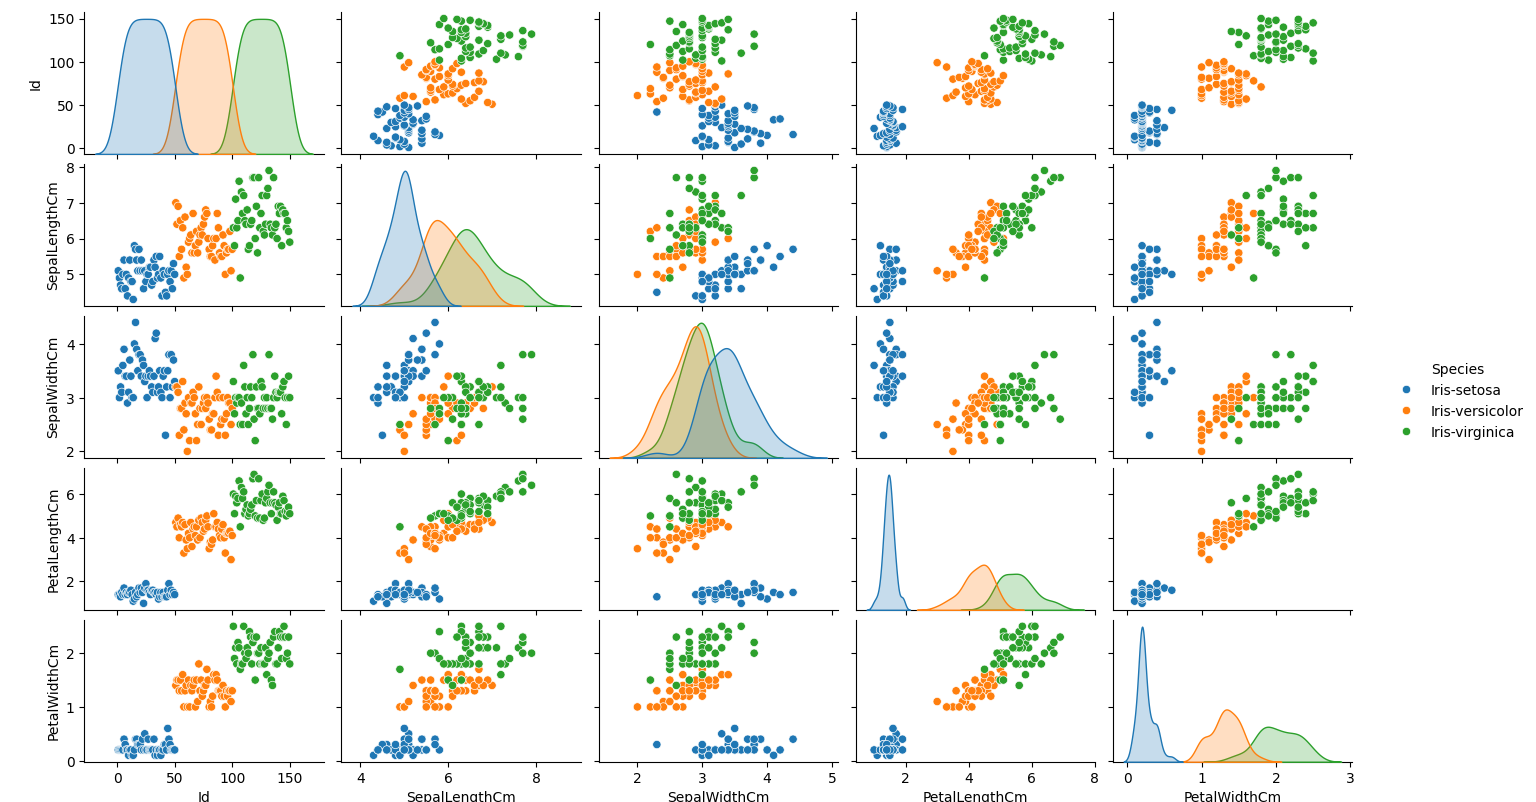 150
100
50
0
Id
8
7
6
5
SepalLengthCm
4
3
2
SepalWidthCm
6
4
2
PetalLengthCm
2
1
0
PetalWidthCm
0 50 100 150
Id
4 6 8
SepalLengthCm
2 3 4 5
SepalWidthCm
2 4 6 8
PetalLengthCm
0 1 2 3
PetalWidthCm
Species
Iris-setosa
Iris-versicolor
Iris-virginica